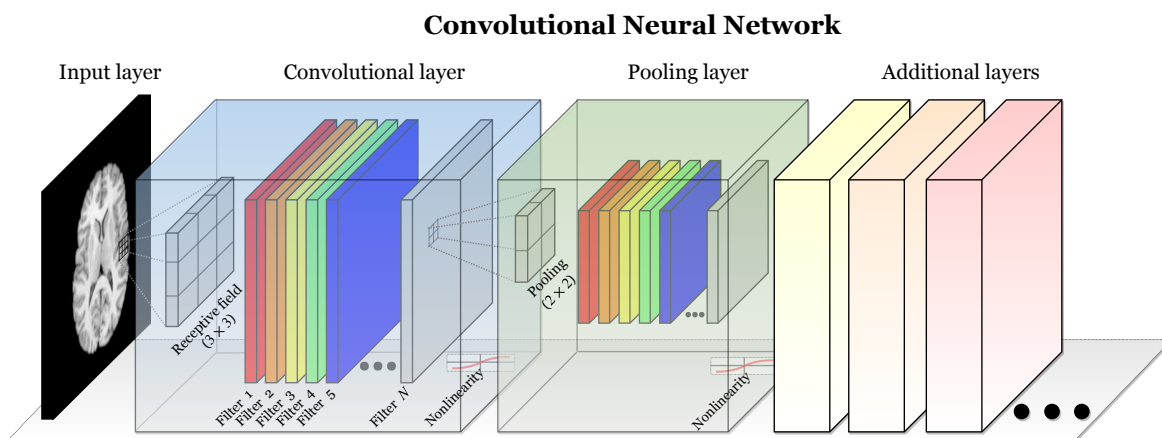 Convolutional Neural Network
Input layer
Convolutional layer
Pooling layer
Additional layers
Receptive field
(3 × 3)
Filter 1
Filter 2
Filter 3
Filter 4
Filter 5
Filter N
Nonlinearity
Pooling
(2 × 2)
Nonlinearity